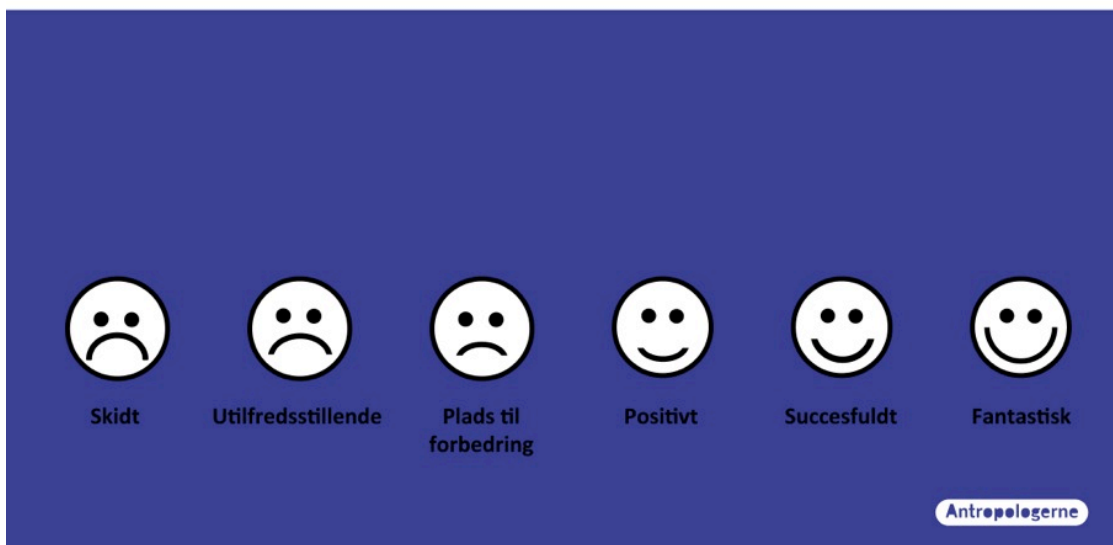 Skidt
Utilfredsstillende
Plads til
forbedring
Positivt
Succesfuldt
Fantastisk
Antropologerne